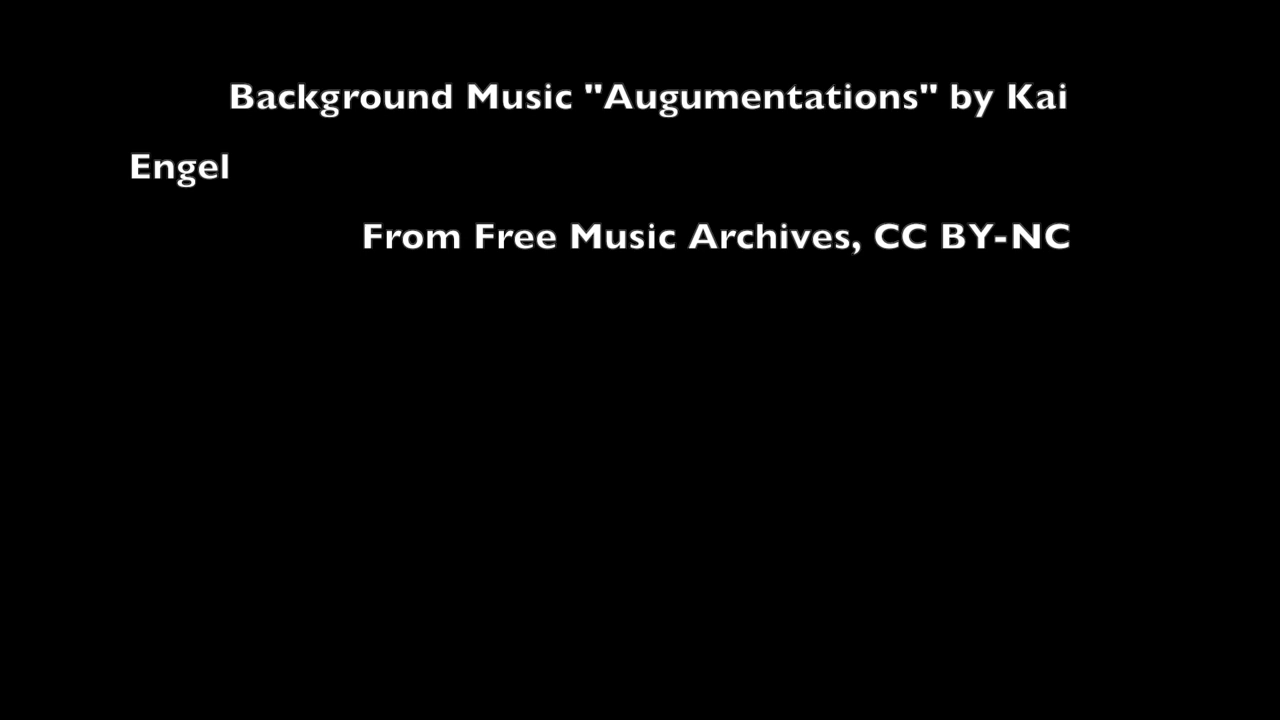 Background Music "Augumentations" by Kai
Engel
From Free Music Archives, CC BY-NC